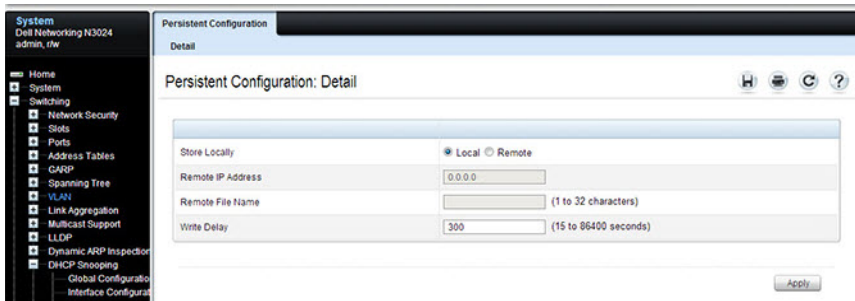 System
Dell Networking N3024
admin, r/w
Home
System
Switching
Network Security
Slots
Ports
Address Tables
GARP
Spanning Tree
VLAN
Link Aggregation
Multicast Support
LLDP
Dynamic ARP Inspection
DHCP Snooping
Global Configuratio
Interface Configurat
Persistent Configuration
Detail
Persistent Configuration: Detail
Store Locally Local Remote
Remote IP Address 0.0.0.0
Remote File Name (1 to 32 characters)
Write Delay 300 (15 to 86400 seconds)
Apply